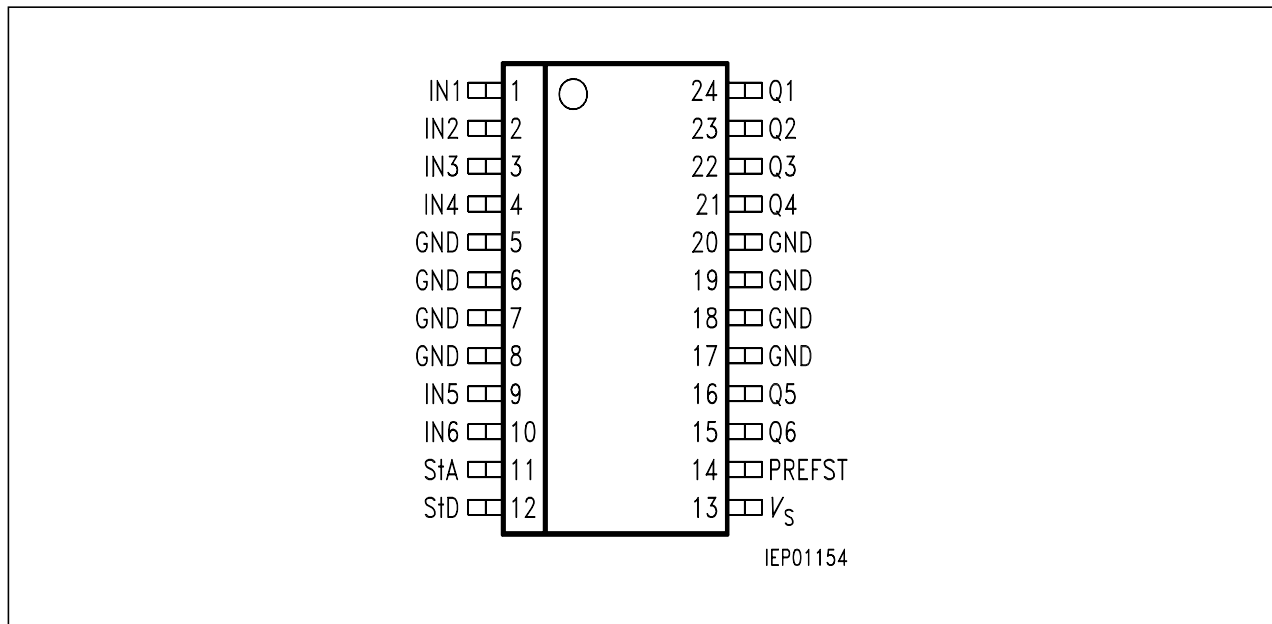 IN1 1 24 Q1
IN2 2 23 Q2
IN3 3 22 Q3
IN4 4 21 Q4
GND 5 20 GND
GND 6 19 GND
GND 7 18 GND
GND 8 17 GND
IN5 9 16 Q5
IN6 10 15 Q6
StA 11 14 PREFST
StD 12 13 VS
IEP01154